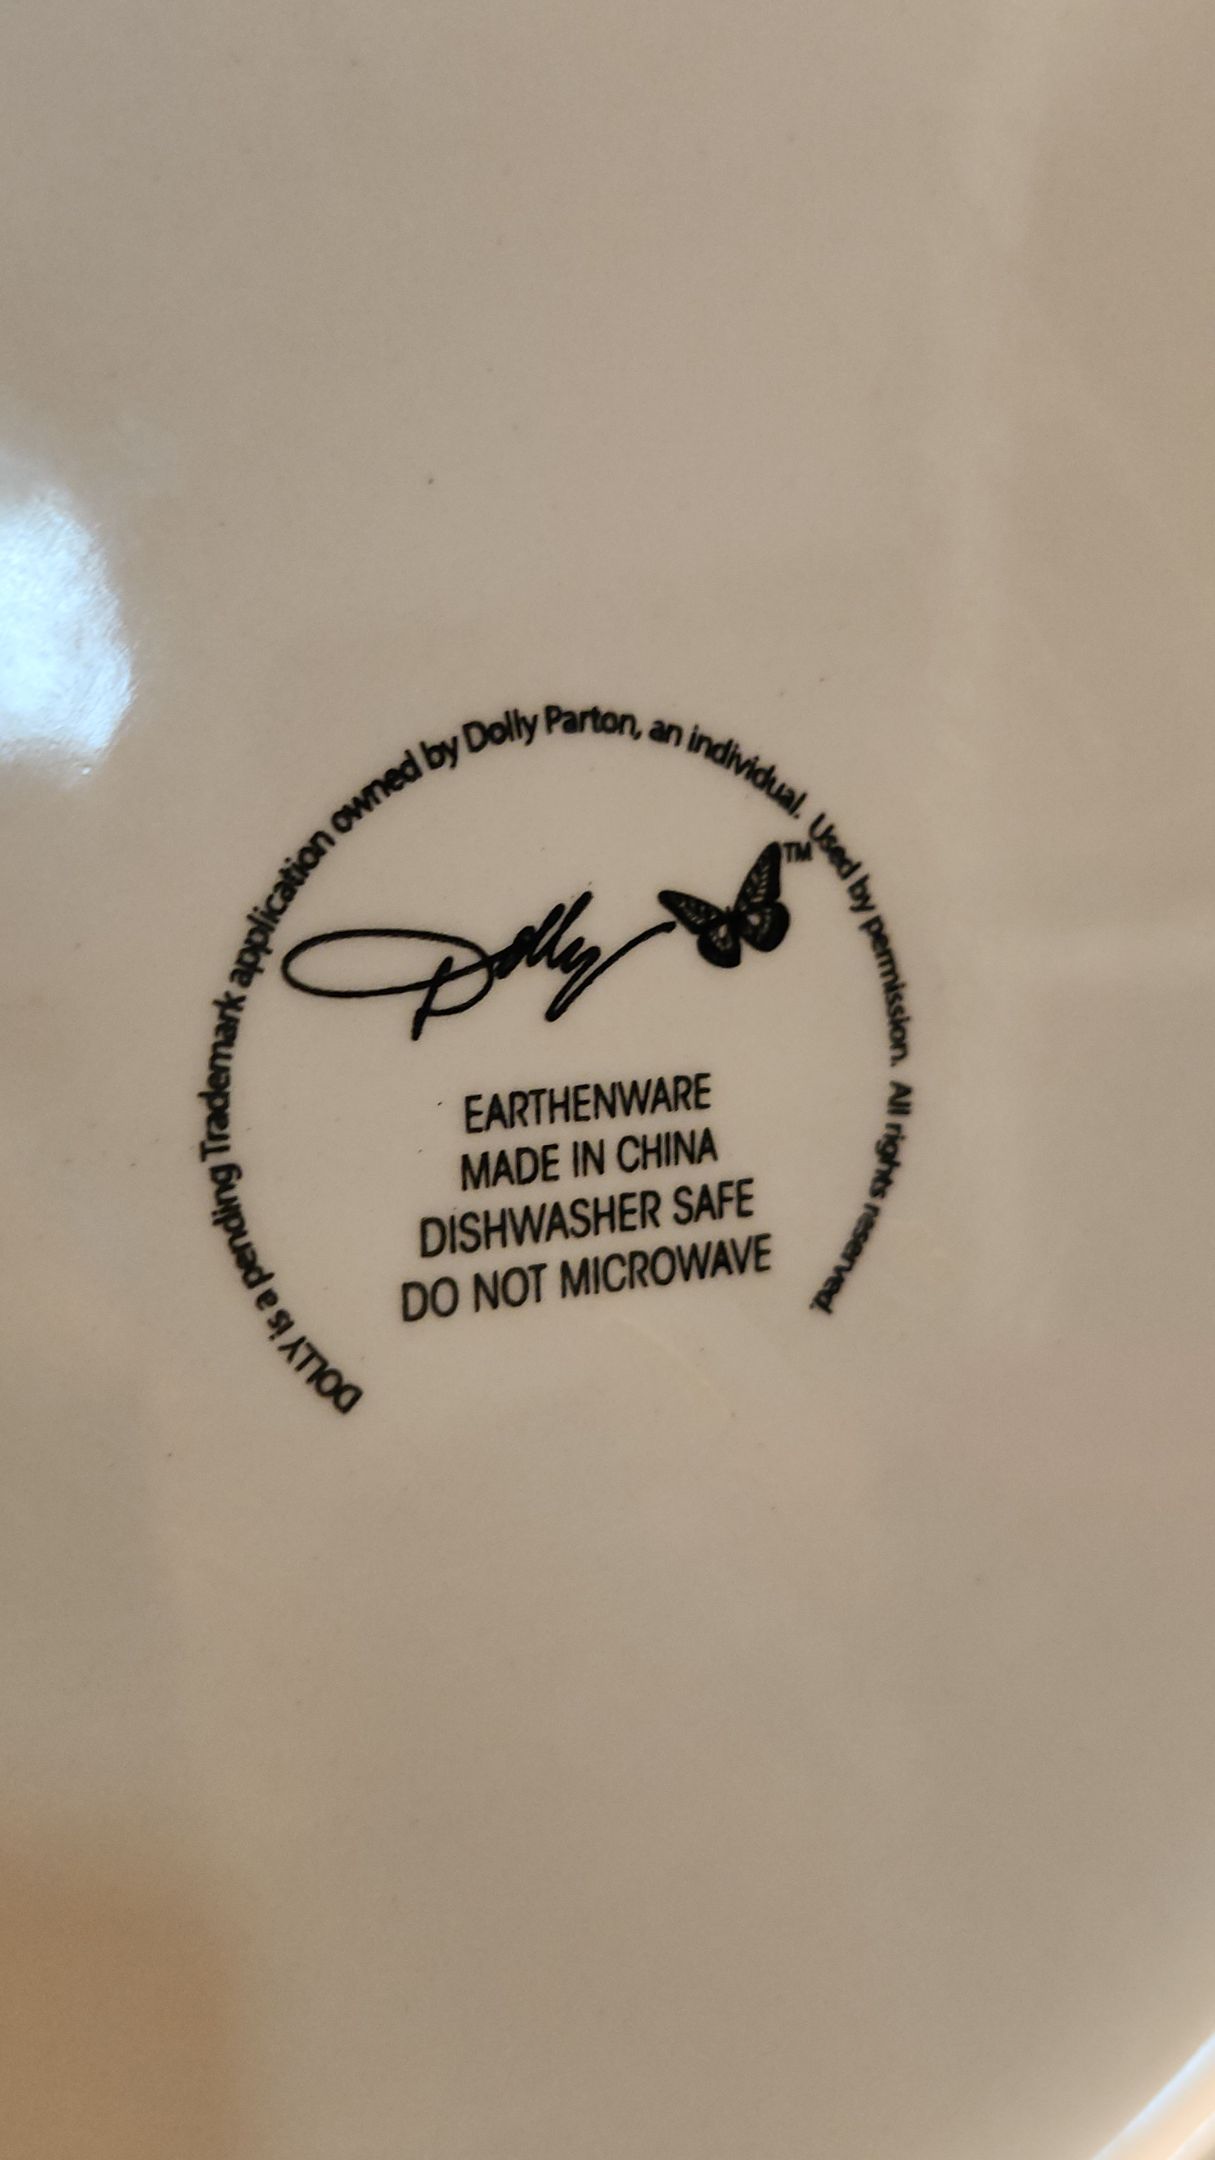 DOLLY is a pending Trademark application owned by Dolly Parton, an individual. Used by permission. All rights reserved.
Dolly TM
EARTHENWARE
MADE IN CHINA
DISHWASHER SAFE
DO NOT MICROWAVE